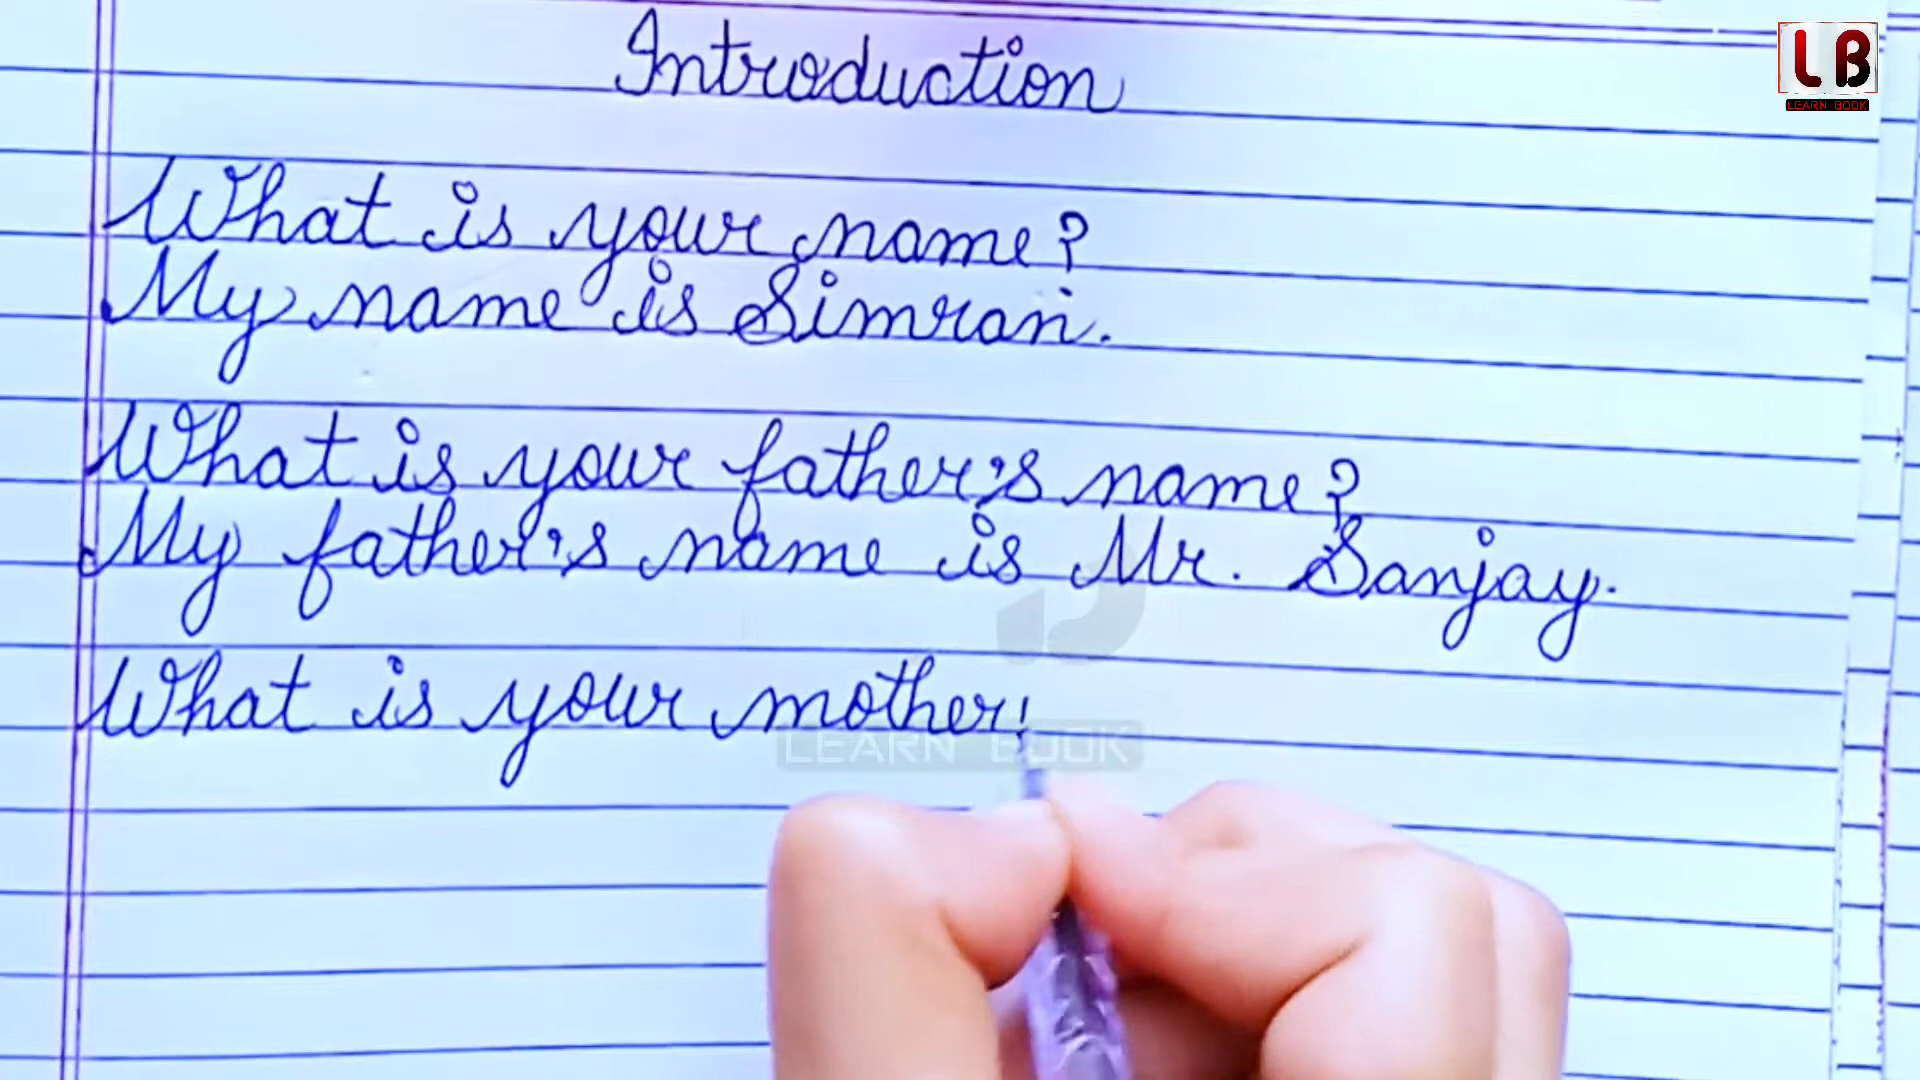 Introduction
LB
LEARN BOOK
What is your name?
My name is Simran.
What is your father's name?
My father's name is Mr. Sanjay.
What is your mother'
LEARN BOOK